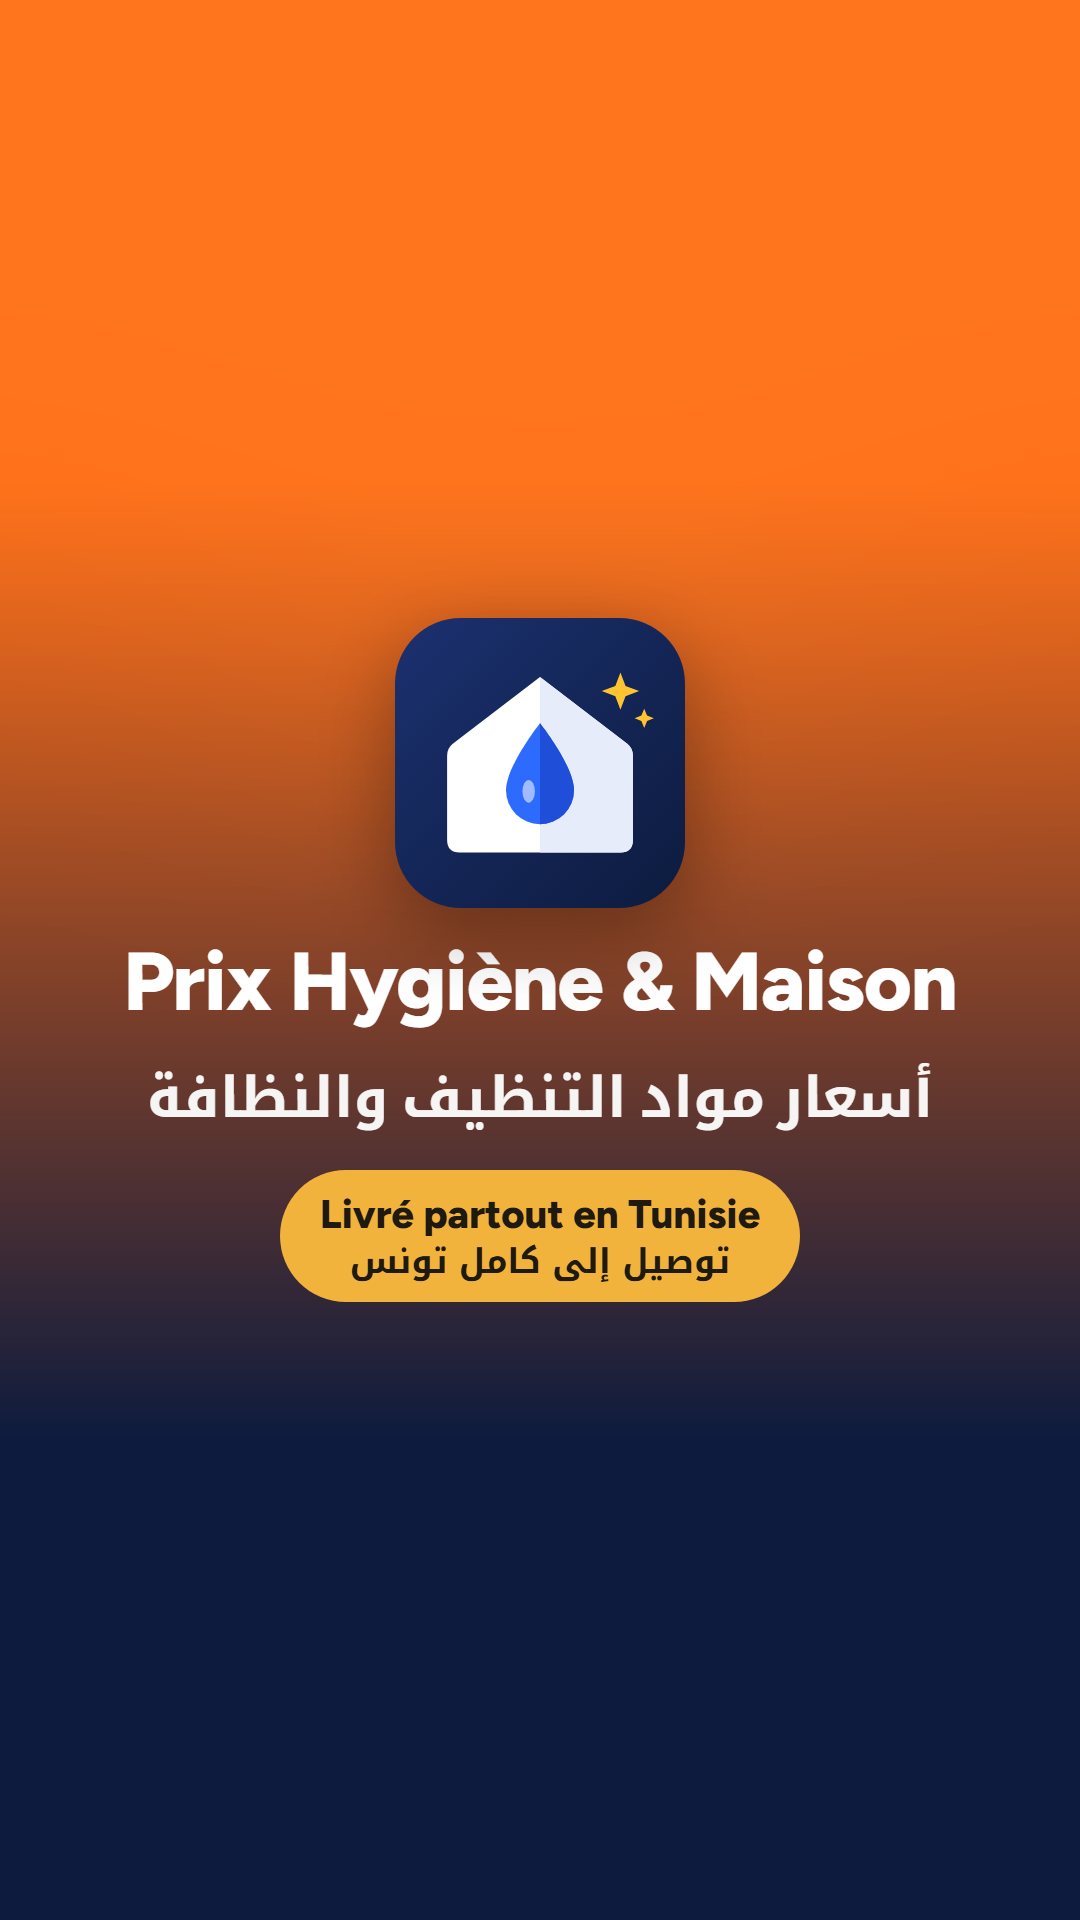 Prix Hygiène & Maison
أسعار مواد التنظيف والنظافة
Livré partout en Tunisie
توصيل إلى كامل تونس